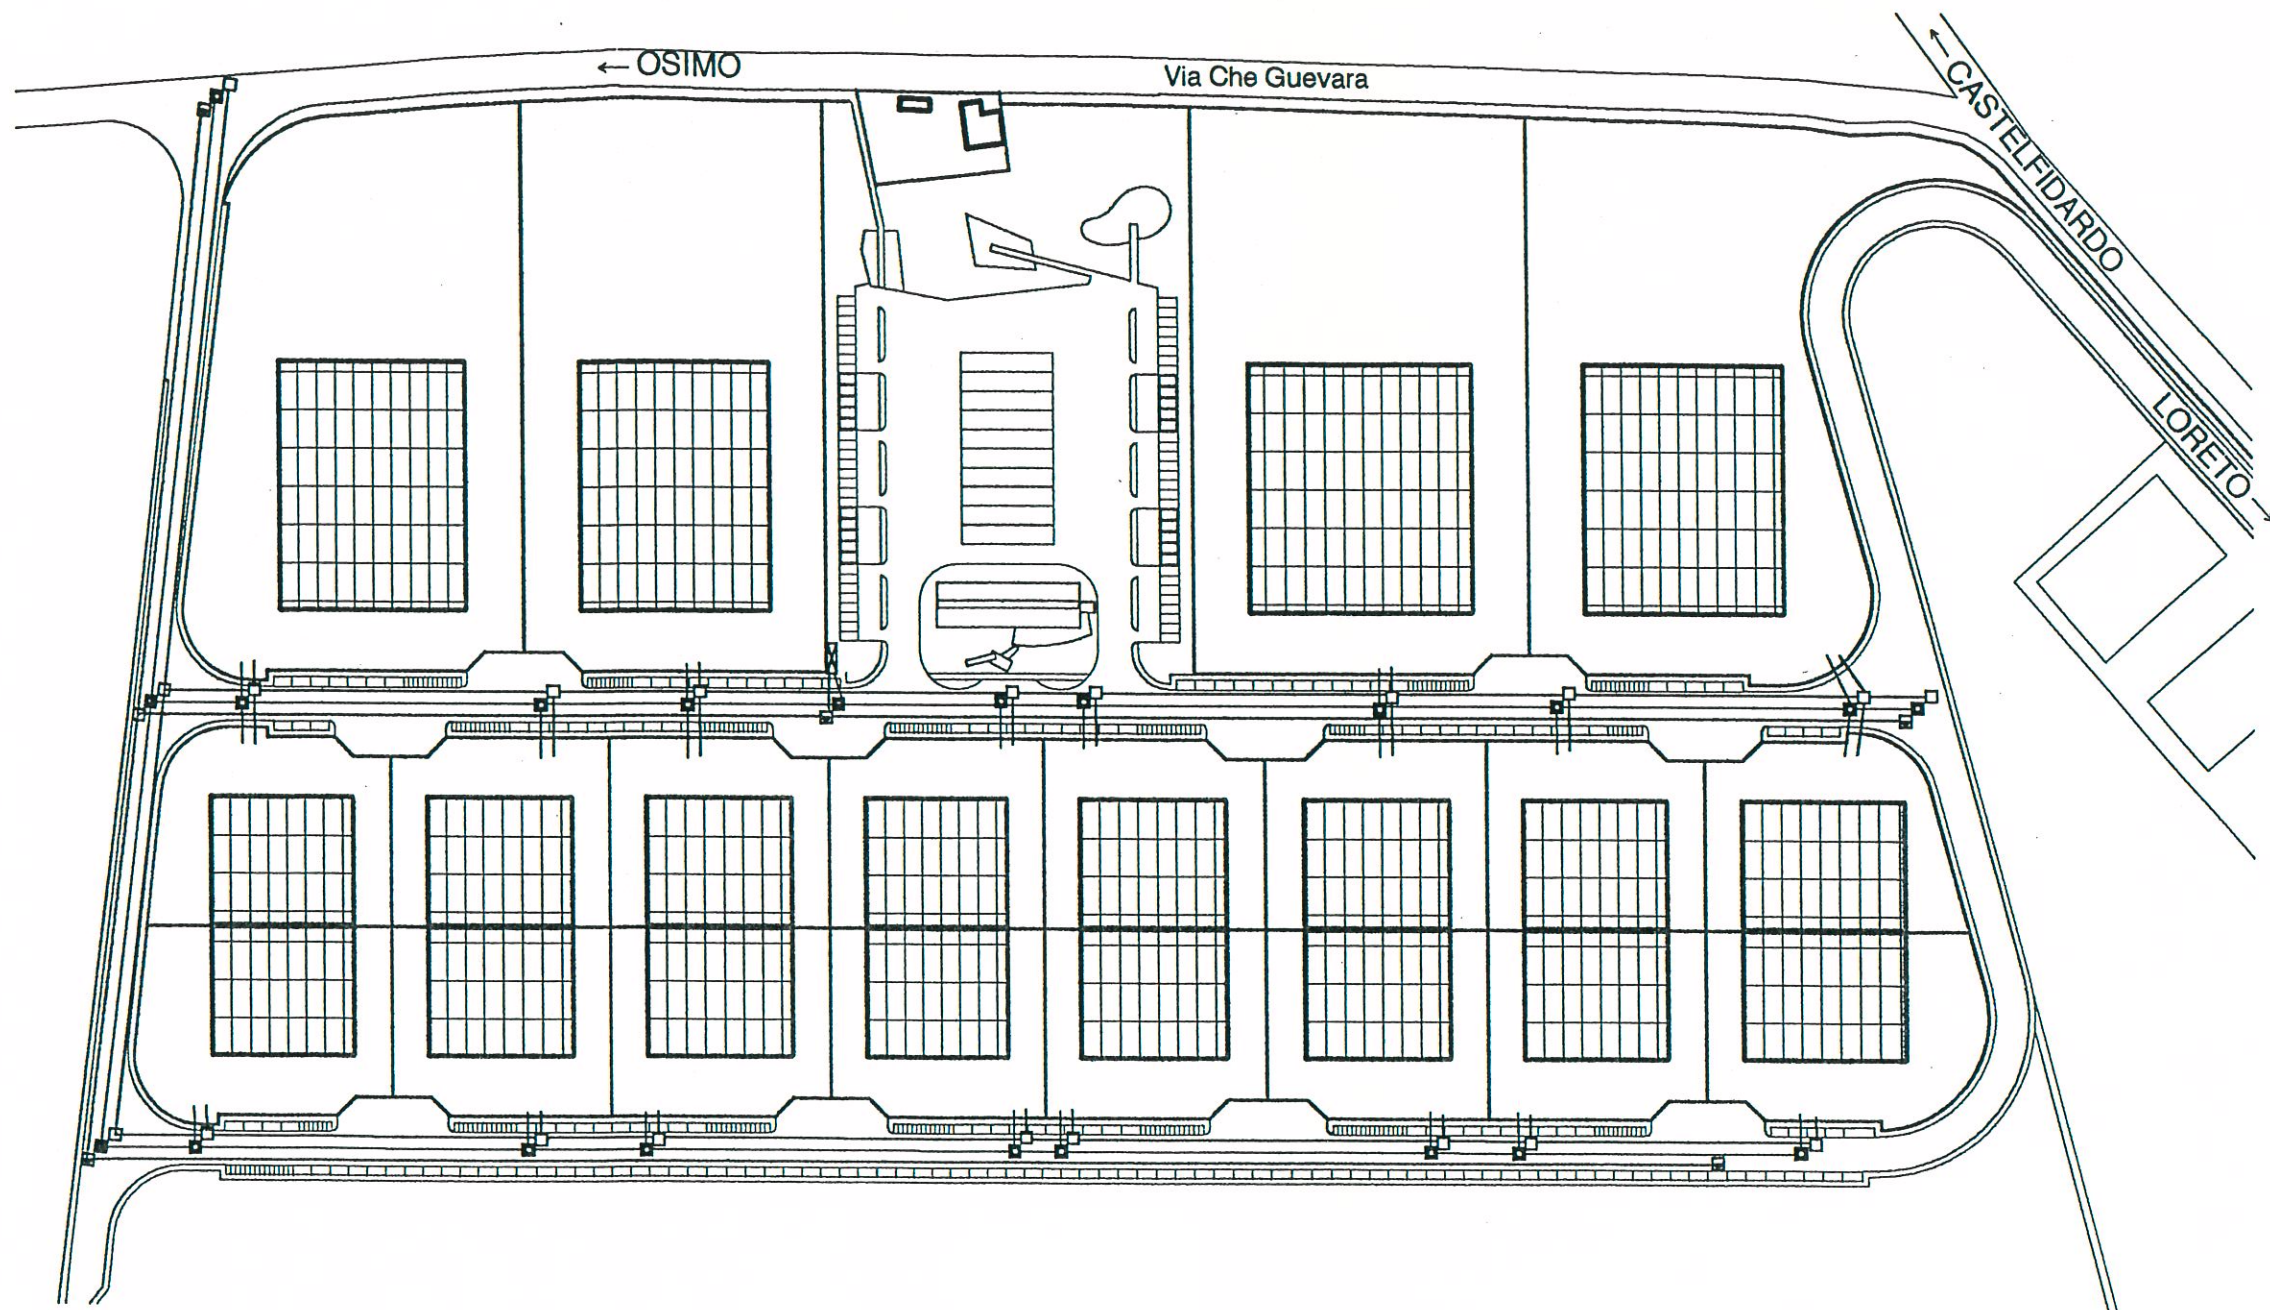 ← OSIMO
Via Che Guevara
← CASTELFIDARDO
LORETO →